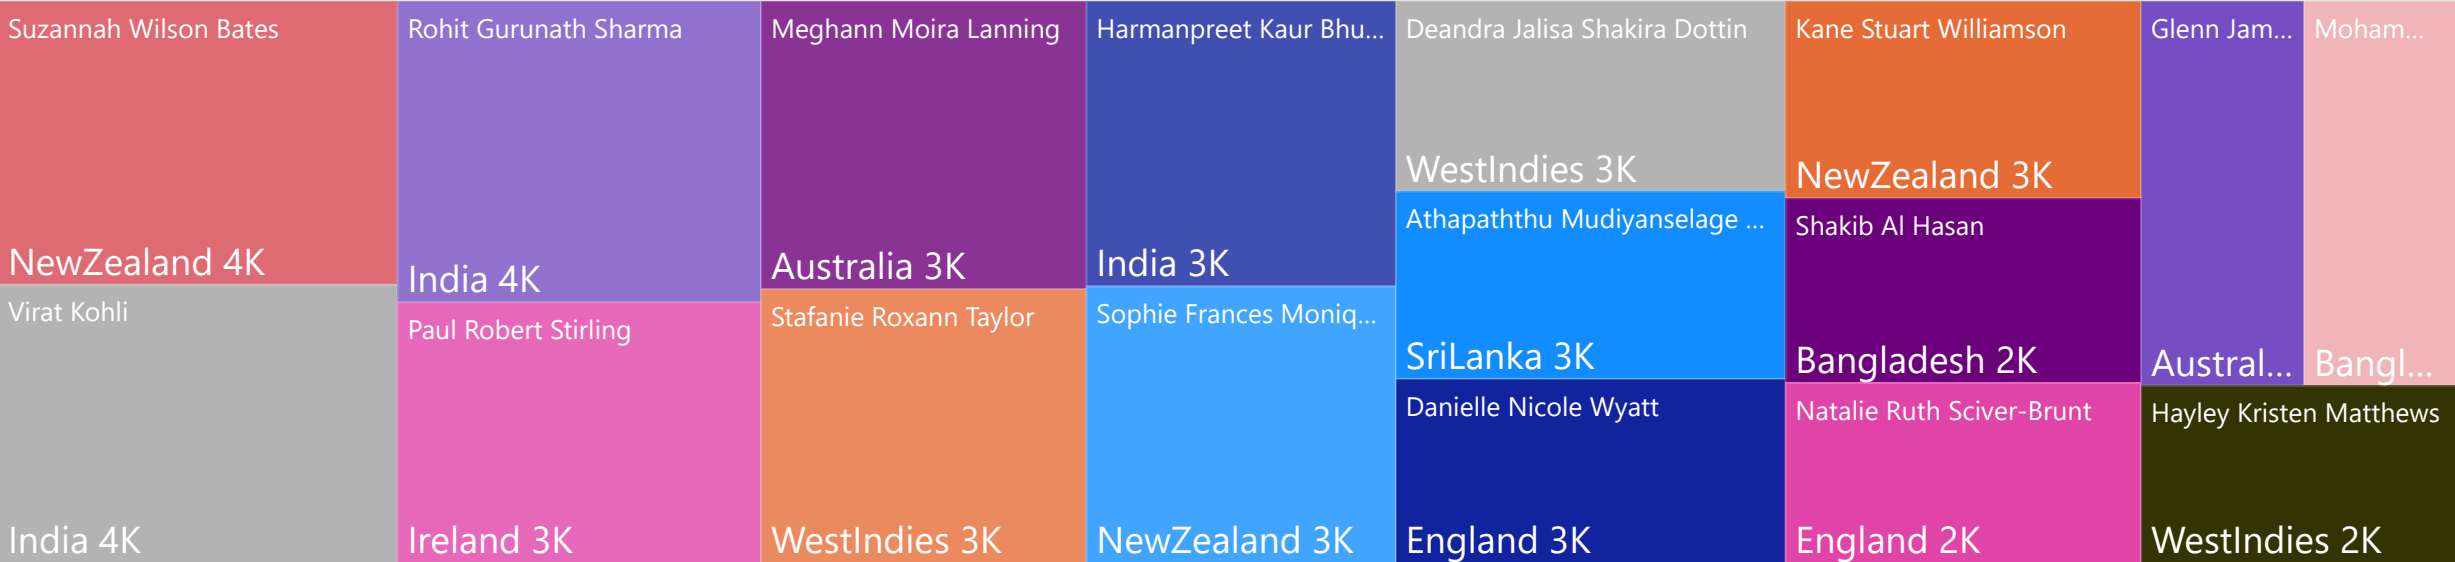 Suzannah Wilson Bates
NewZealand 4K
Virat Kohli
India 4K
Rohit Gurunath Sharma
India 4K
Paul Robert Stirling
Ireland 3K
Meghann Moira Lanning
Australia 3K
Stafanie Roxann Taylor
WestIndies 3K
Harmanpreet Kaur Bhu...
India 3K
Sophie Frances Moniq...
NewZealand 3K
Deandra Jalisa Shakira Dottin
WestIndies 3K
Athapaththu Mudiyanselage ...
SriLanka 3K
Danielle Nicole Wyatt
England 3K
Kane Stuart Williamson
NewZealand 3K
Shakib Al Hasan
Bangladesh 2K
Natalie Ruth Sciver-Brunt
England 2K
Glenn Jam...
Austral...
Moham...
Bangl...
Hayley Kristen Matthews
WestIndies 2K